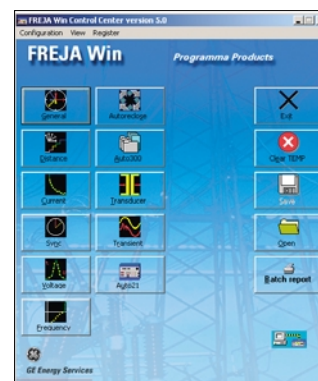 FREJA Win Control Center version 5.0
Configuration View Register
FREJA Win
Programma Products
General
Autoreclose
Exit
Distance
Auto300
Clear TEMP
Current
Transducer
Save
Sync
Transient
Open
Voltage
Auto21
Batch report
Frequency
GE Energy Services